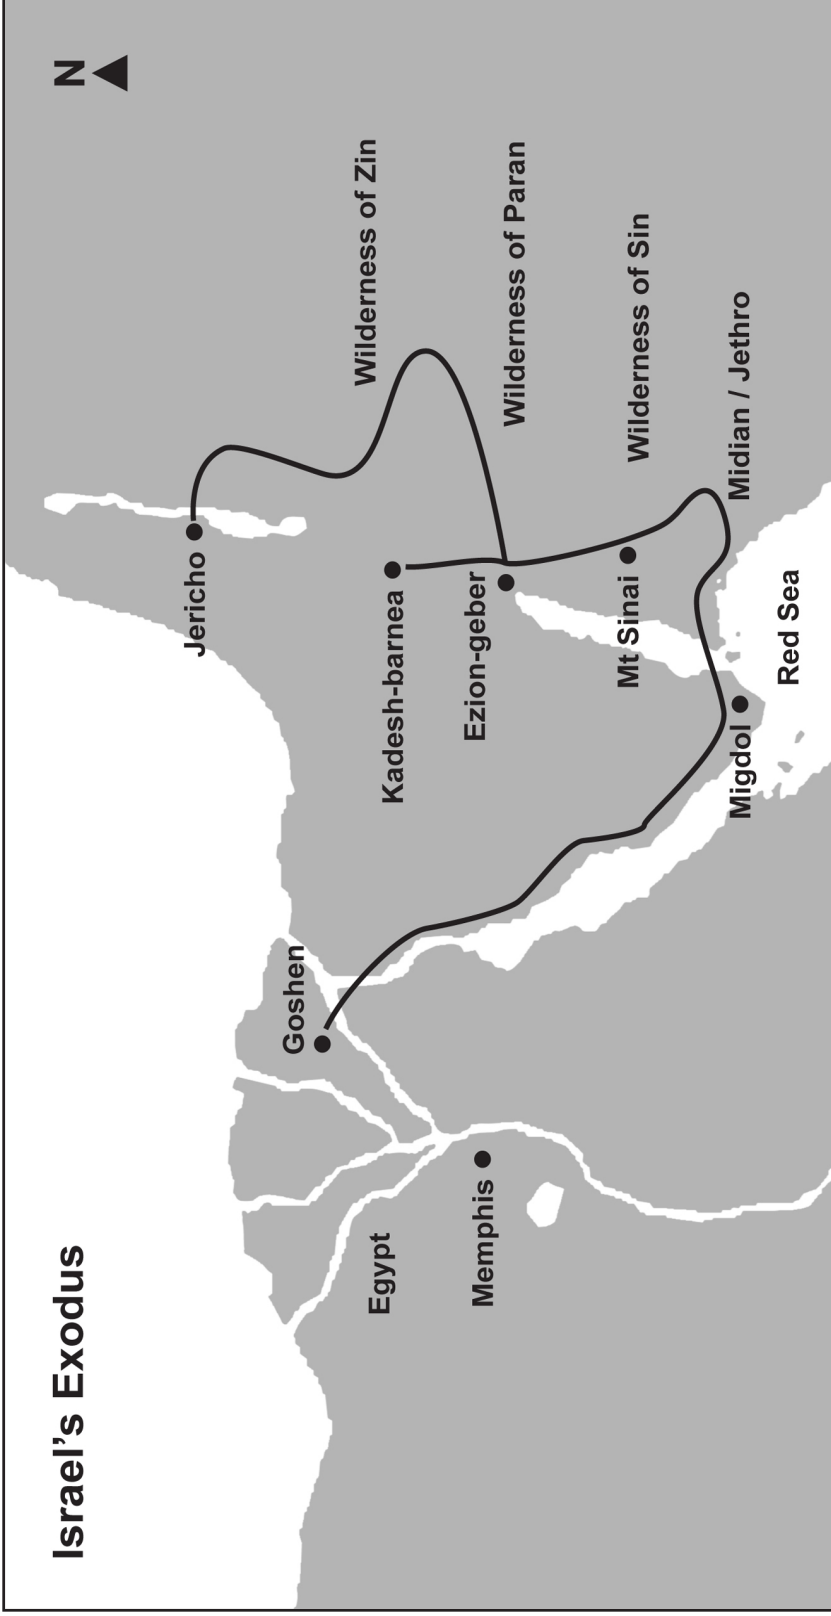 Israel's Exodus
N
Jericho
Goshen
Wilderness of Zin
Egypt
Kadesh-barnea
Memphis
Ezion-geber
Wilderness of Paran
Mt Sinai
Wilderness of Sin
Migdol
Midian / Jethro
Red Sea